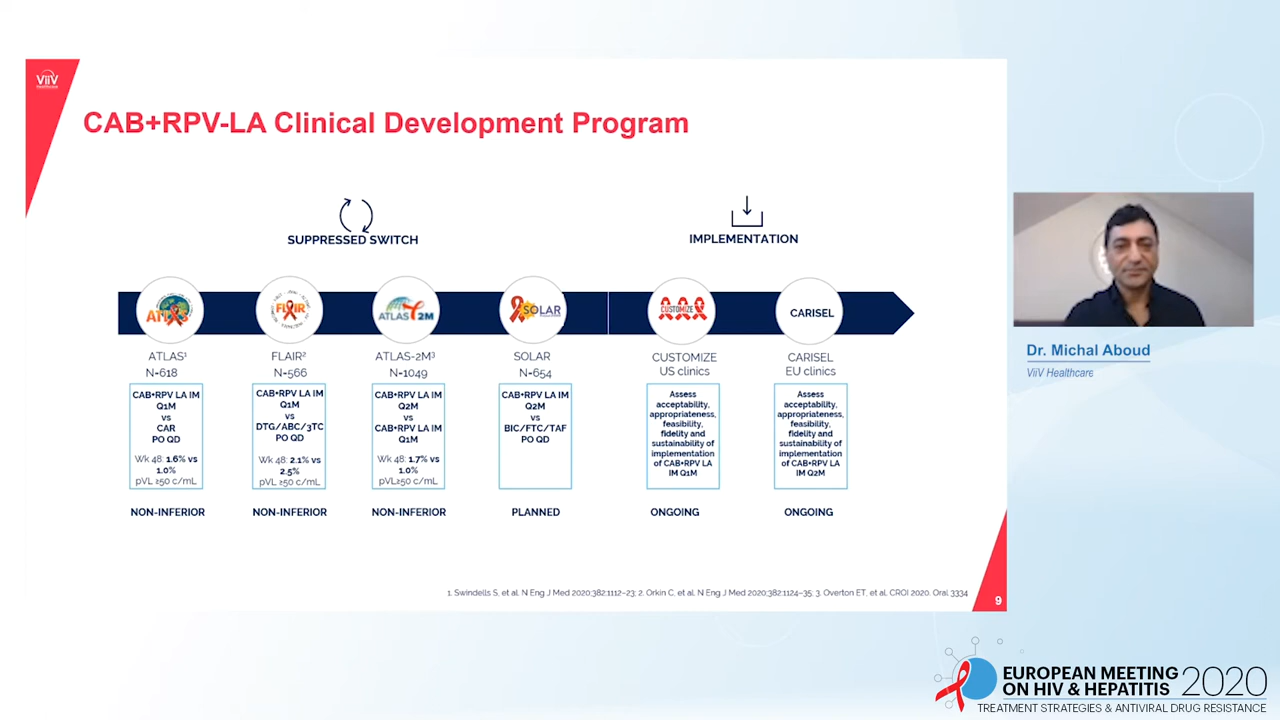 ViiV
Healthcare
CAB+RPV-LA Clinical Development Program
SUPPRESSED SWITCH
IMPLEMENTATION
ATLAS
FLAIR
ATLAS 2M
SOLAR
CUSTOMIZE
CARISEL
ATLAS¹
N=618
CAB+RPV LA IM
Q1M
vs
CAR
PO QD
Wk 48: 1.6% vs
1.0%
pVL ≥50 c/mL
NON-INFERIOR
FLAIR²
N=566
CAB+RPV LA IM
Q1M
vs
DTG/ABC/3TC
PO QD
Wk 48: 2.1% vs
2.5%
pVL ≥50 c/mL
NON-INFERIOR
ATLAS-2M³
N=1049
CAB+RPV LA IM
Q2M
vs
CAB+RPV LA IM
Q1M
Wk 48: 1.7% vs
1.0%
pVL≥50 c/mL
NON-INFERIOR
SOLAR
N=654
CAB+RPV LA IM
Q2M
vs
BIC/FTC/TAF
PO QD
PLANNED
CUSTOMIZE
US clinics
Assess
acceptability,
appropriateness,
feasibility,
fidelity and
sustainability of
implementation
of CAB+RPV LA
IM Q1M
ONGOING
CARISEL
EU clinics
Assess
acceptability,
appropriateness,
feasibility,
fidelity and
sustainability of
implementation
of CAB+RPV LA
IM Q2M
ONGOING
1. Swindells S, et al. N Eng J Med 2020;382:1112–23; 2. Orkin C, et al. N Eng J Med 2020;382:1124–35; 3. Overton ET, et al. CROI 2020. Oral 3334
9
Dr. Michal Aboud
ViiV Healthcare
EUROPEAN MEETING
ON HIV & HEPATITIS 2020
TREATMENT STRATEGIES & ANTIVIRAL DRUG RESISTANCE